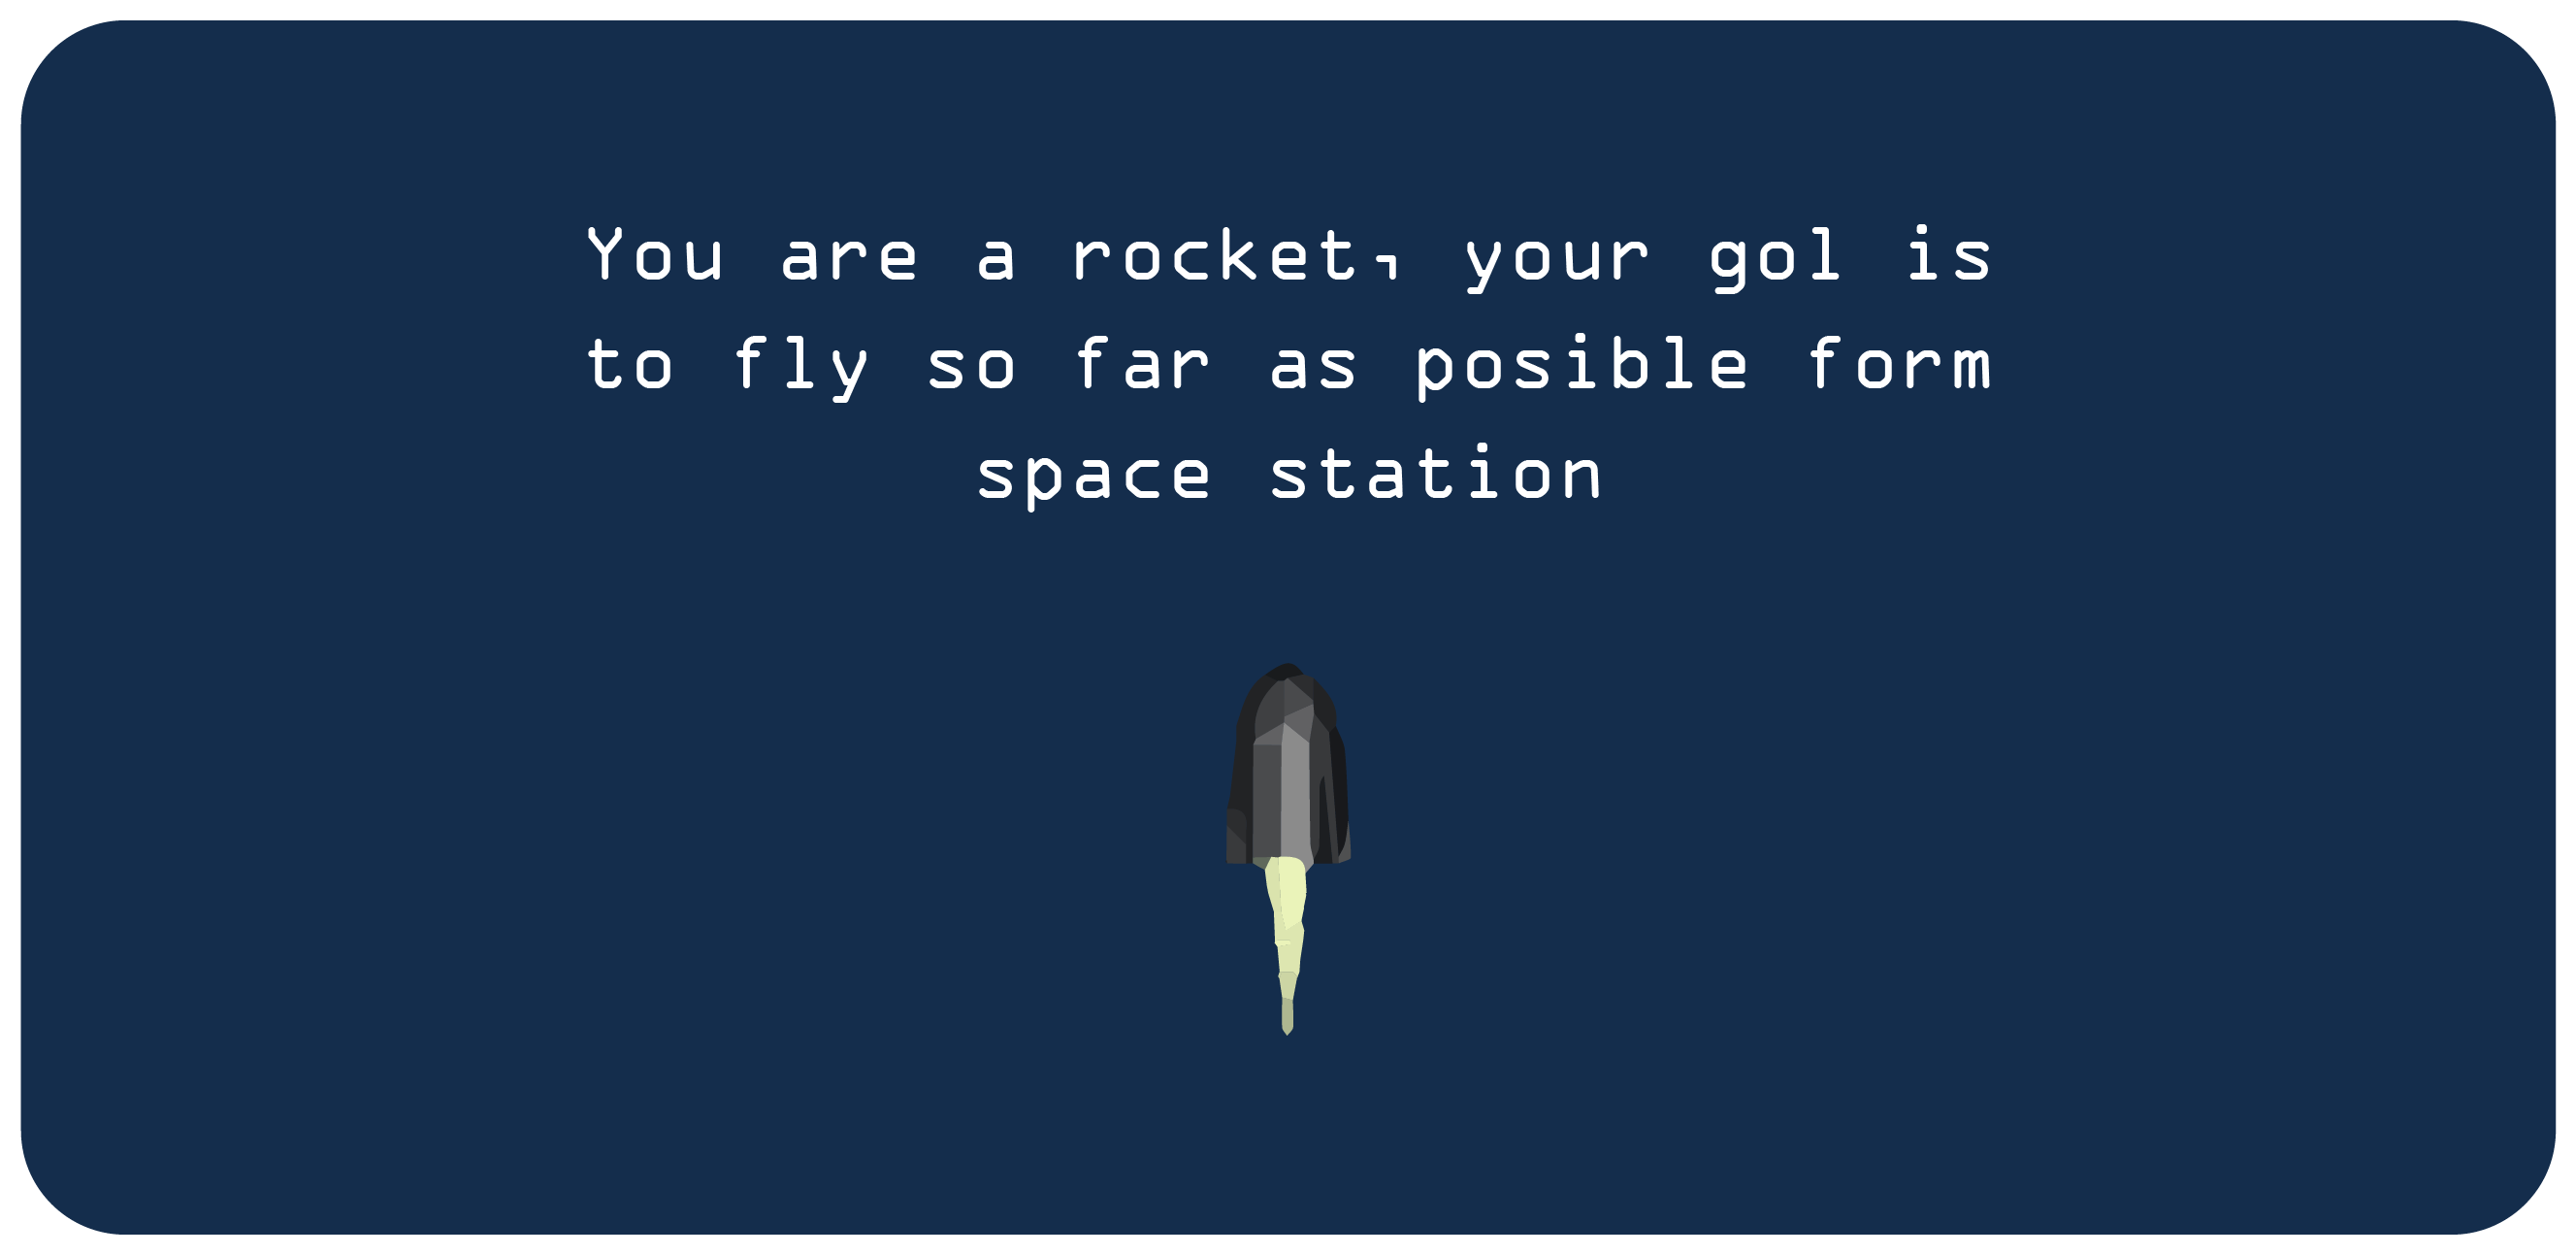 You are a rocket, your gol is
to fly so far as posible form
space station